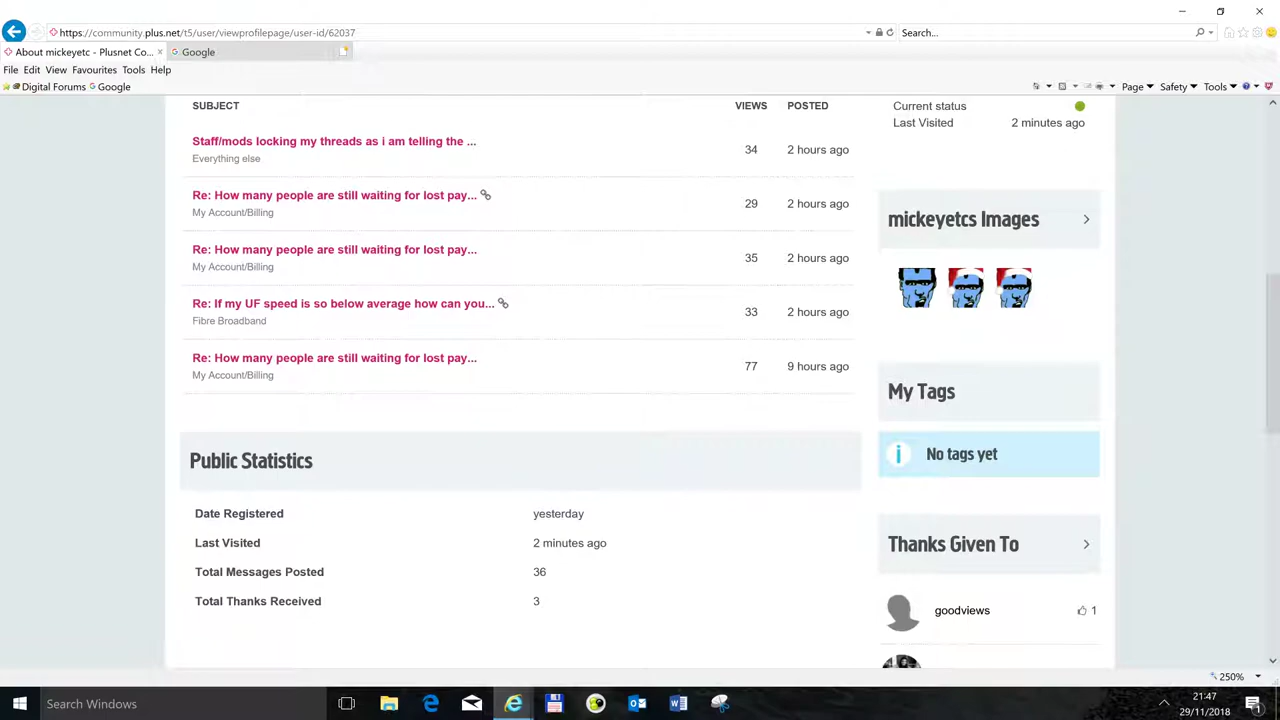 https://community.plus.net/t5/user/viewprofilepage/user-id/62037
Search...
About mickeyetc - Plusnet Co...
Google
File Edit View Favourites Tools Help
Digital Forums Google
Page Safety Tools
SUBJECT VIEWS POSTED
Staff/mods locking my threads as i am telling the ...
Everything else
34 2 hours ago
Re: How many people are still waiting for lost pay...
My Account/Billing
29 2 hours ago
Re: How many people are still waiting for lost pay...
My Account/Billing
35 2 hours ago
Re: If my UF speed is so below average how can you...
Fibre Broadband
33 2 hours ago
Re: How many people are still waiting for lost pay...
My Account/Billing
77 9 hours ago
Public Statistics
Date Registered yesterday
Last Visited 2 minutes ago
Total Messages Posted 36
Total Thanks Received 3
Current status
Last Visited 2 minutes ago
mickeyetcs Images
My Tags
No tags yet
Thanks Given To
goodviews 1
250%
Search Windows
21:47
29/11/2018
1